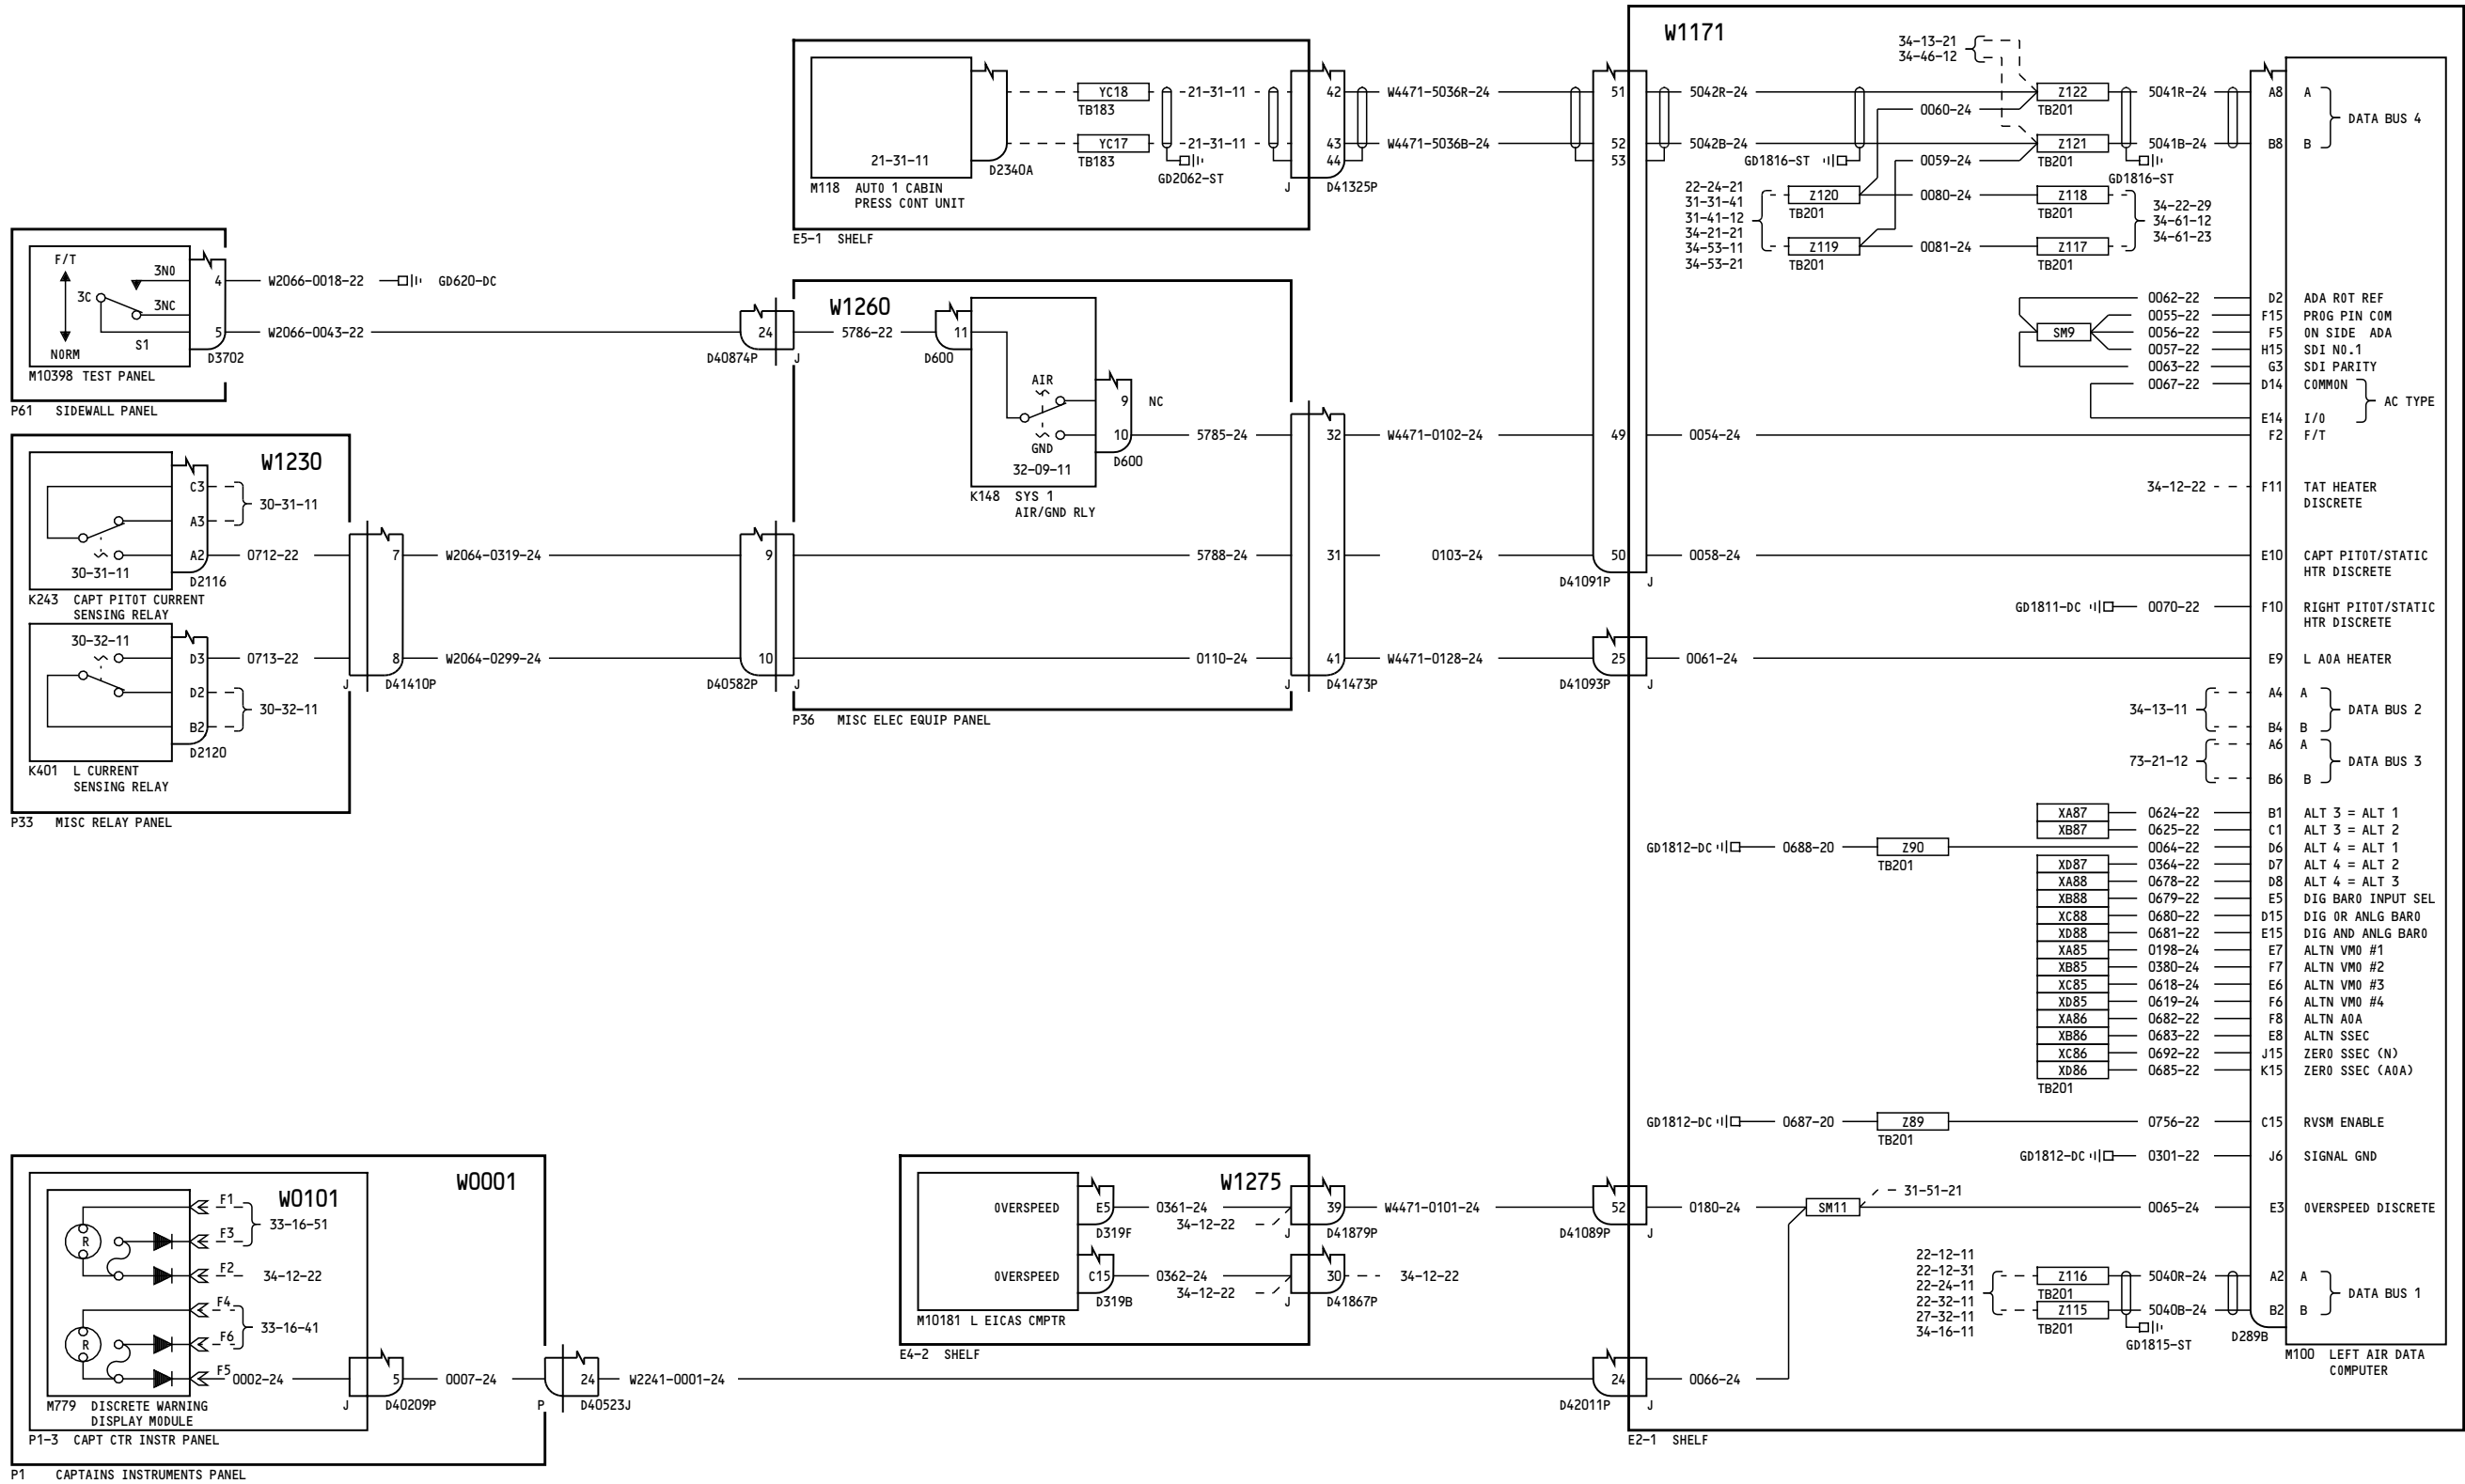 W1171
34-13-21
34-46-12
M118 AUTO 1 CABIN
PRESS CONT UNIT
21-31-11
D2340A
YC18
TB183
21-31-11
YC17
TB183
21-31-11
GD2062-ST
42
43
44
J
D41325P
E5-1 SHELF
W4471-5036R-24
W4471-5036B-24
51
52
53
5042R-24
5042B-24
0060-24
0059-24
GD1816-ST
Z122
TB201
Z121
TB201
5041R-24
5041B-24
GD1816-ST
A8 A
B8 B
DATA BUS 4
22-24-21
31-31-41
31-41-12
34-21-21
34-53-11
34-53-21
Z120
TB201
Z119
TB201
0080-24
0081-24
Z118
TB201
Z117
TB201
34-22-29
34-61-12
34-61-23
F/T
NORM
3C
3NO
3NC
S1
4
5
D3702
M10398 TEST PANEL
P61 SIDEWALL PANEL
W2066-0018-22
GD620-DC
W2066-0043-22
24
D40874P
J
W1260
5786-22
11
D600
AIR
GND
32-09-11
9
NC
10
D600
K148 SYS 1
AIR/GND RLY
5785-24
32
W4471-0102-24
49
0054-24
SM9
0062-22 D2 ADA ROT REF
0055-22 F15 PROG PIN COM
0056-22 F5 ON SIDE ADA
0057-22 H15 SDI NO.1
0063-22 G3 SDI PARITY
0067-22 D14 COMMON
AC TYPE
E14 I/O
F2 F/T
34-12-22 F11 TAT HEATER
DISCRETE
W1230
C3
A3
A2
30-31-11
30-31-11
D2116
K243 CAPT PITOT CURRENT
SENSING RELAY
0712-22
7
W2064-0319-24
9
5788-24
31
0103-24
50
D41091P
J
0058-24
E10 CAPT PITOT/STATIC
HTR DISCRETE
GD1811-DC
0070-22
F10 RIGHT PITOT/STATIC
HTR DISCRETE
30-32-11
D3
D2
B2
30-32-11
D2120
K401 L CURRENT
SENSING RELAY
0713-22
J
8
D41410P
W2064-0299-24
10
D40582P
J
0110-24
J
41
D41473P
W4471-0128-24
25
D41093P
J
0061-24
E9 L AOA HEATER
P33 MISC RELAY PANEL
P36 MISC ELEC EQUIP PANEL
34-13-11
A4 A
B4 B
DATA BUS 2
73-21-12
A6 A
B6 B
DATA BUS 3
XA87 0624-22 B1 ALT 3 = ALT 1
XB87 0625-22 C1 ALT 3 = ALT 2
GD1812-DC 0688-20 Z90 0064-22 D6 ALT 4 = ALT 1
TB201
XD87 0364-22 D7 ALT 4 = ALT 2
XA88 0678-22 D8 ALT 4 = ALT 3
XB88 0679-22 E5 DIG BARO INPUT SEL
XC88 0680-22 D15 DIG OR ANLG BARO
XD88 0681-22 E15 DIG AND ANLG BARO
XA85 0198-24 E7 ALTN VMO #1
XB85 0380-24 F7 ALTN VMO #2
XC85 0618-24 E6 ALTN VMO #3
XD85 0619-24 F6 ALTN VMO #4
XA86 0682-22 F8 ALTN AOA
XB86 0683-22 E8 ALTN SSEC
XC86 0692-22 J15 ZERO SSEC (N)
XD86 0685-22 K15 ZERO SSEC (AOA)
TB201
GD1812-DC 0687-20 Z89 0756-22 C15 RVSM ENABLE
TB201
GD1812-DC 0301-22 J6 SIGNAL GND
W0001
W0101
R
F1
F3
33-16-51
F2
34-12-22
R
F4
F6
33-16-41
F5
0002-24
M779 DISCRETE WARNING
DISPLAY MODULE
P1-3 CAPT CTR INSTR PANEL
P1 CAPTAINS INSTRUMENTS PANEL
J
5
D40209P
0007-24
P
24
D40523J
W2241-0001-24
W1275
OVERSPEED
E5
D319F
0361-24
34-12-22
J
39
D41879P
OVERSPEED
C15
D319B
0362-24
34-12-22
J
30
D41867P
34-12-22
M10181 L EICAS CMPTR
E4-2 SHELF
W4471-0101-24
52
D41089P
J
0180-24
SM11
31-51-21
0065-24
E3 OVERSPEED DISCRETE
24
D42011P
J
0066-24
22-12-11
22-12-31
22-24-11
22-32-11
27-32-11
34-16-11
Z116
TB201
Z115
TB201
5040R-24
5040B-24
GD1815-ST
A2 A
B2 B
DATA BUS 1
D289B
M100 LEFT AIR DATA
COMPUTER
E2-1 SHELF